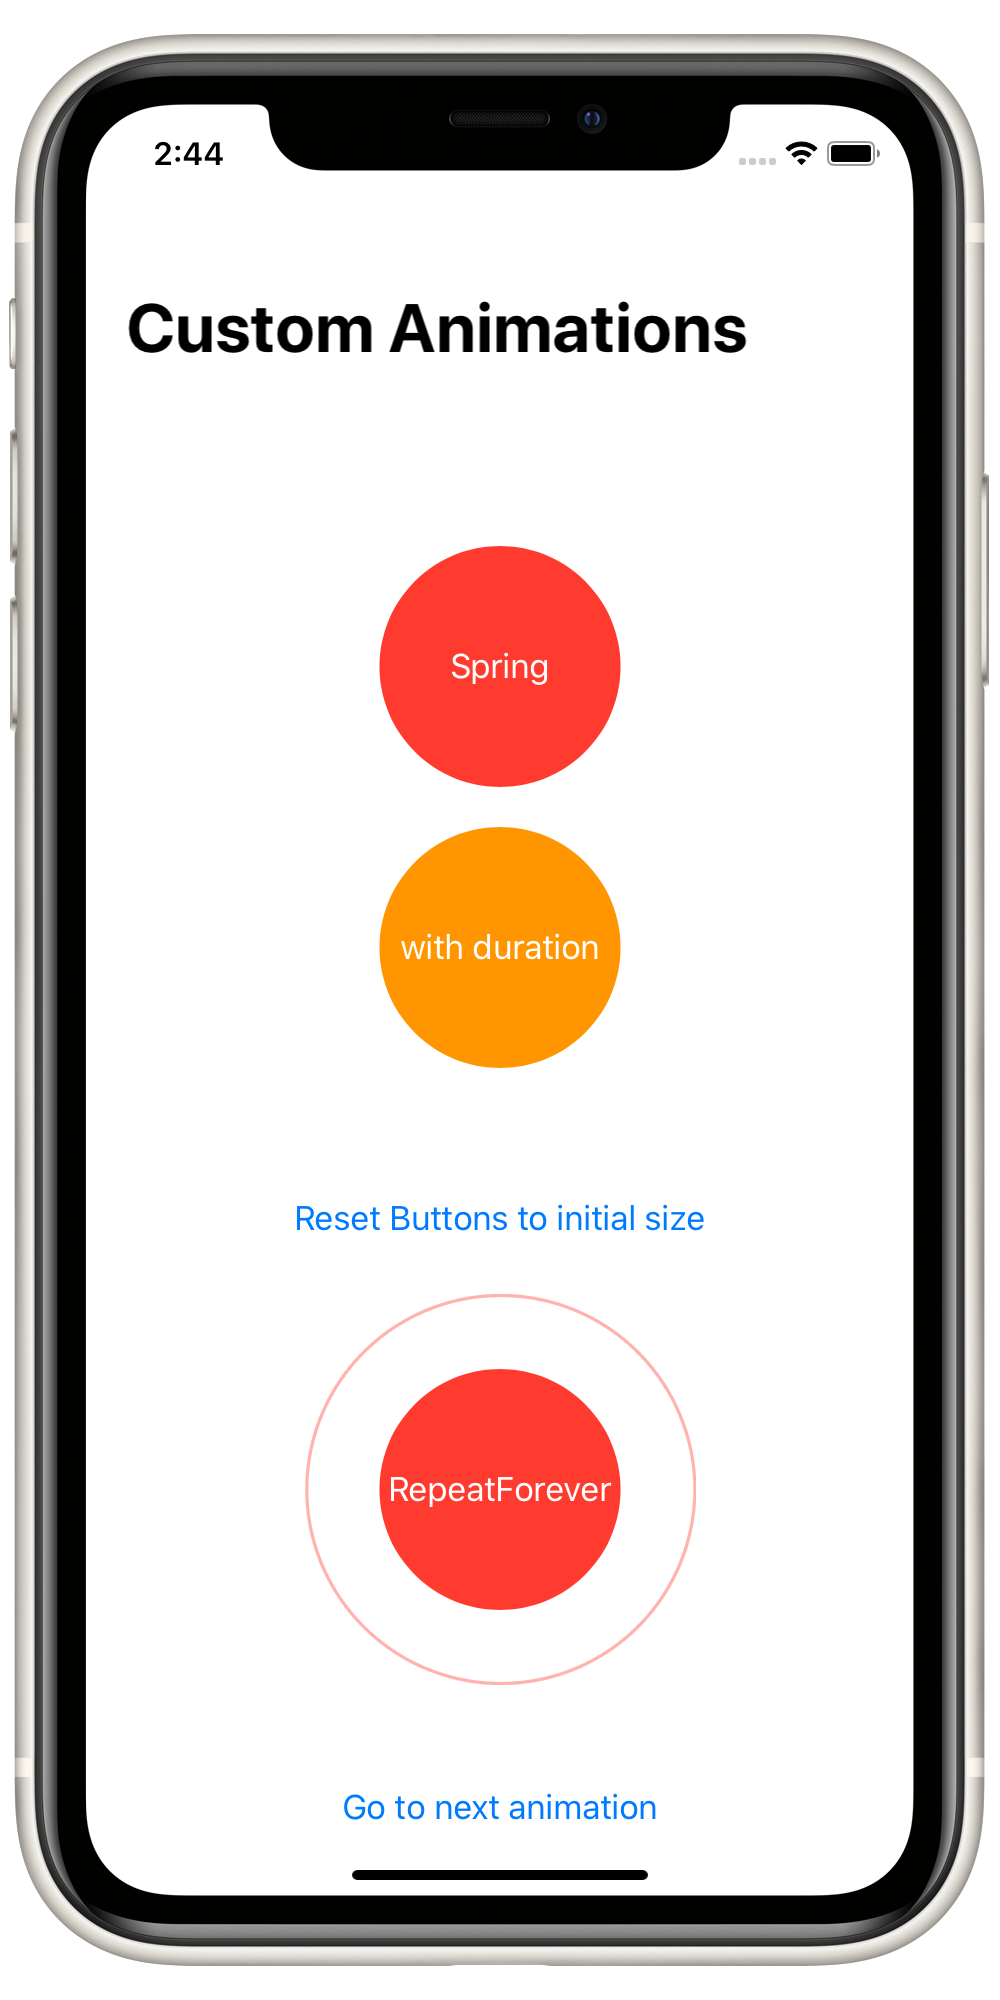 2:44
Custom Animations
Spring
with duration
Reset Buttons to initial size
RepeatForever
Go to next animation